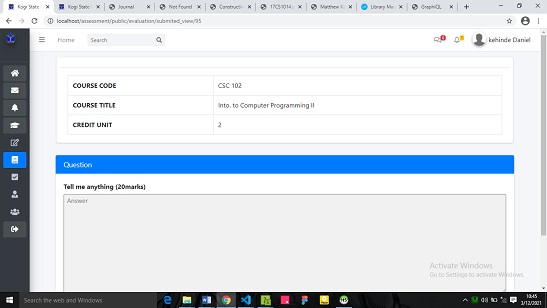 Kogi State
Kogi State
Journal
Not Found
Constructi
17CS1014.
Matthew K
Library Ma
GraphiQL
localhost/assessment/public/evaluation/submited_view/95
Home
Search
kehinde Daniel
COURSE CODE CSC 102
COURSE TITLE Into. to Computer Programming II
CREDIT UNIT 2
Question
Tell me anything (20marks)
Answer
Activate Windows
Go to Settings to activate Windows.
Search the web and Windows
10:45
3/12/2021